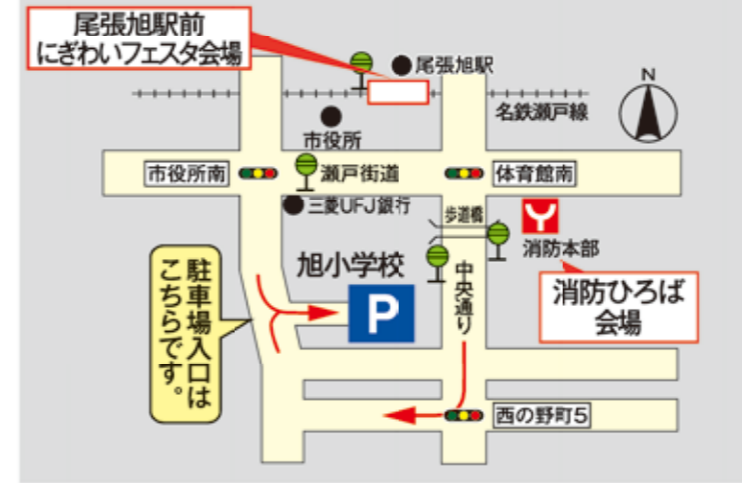 尾張旭駅前
にぎわいフェスタ会場
尾張旭駅
N
名鉄瀬戸線
市役所
市役所南
瀬戸街道
体育館南
三菱UFJ銀行
歩道橋
消防本部
旭小学校
中央通り
消防ひろば
会場
駐車場入口は
こちらです。
P
西の野町5